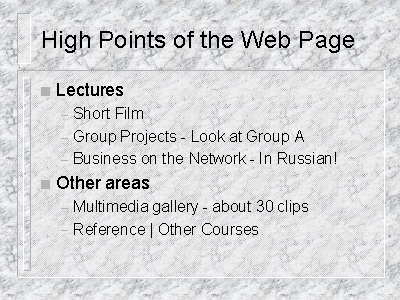 High Points of the Web Page
Lectures
– Short Film
– Group Projects - Look at Group A
– Business on the Network - In Russian!
Other areas
– Multimedia gallery - about 30 clips
– Reference | Other Courses